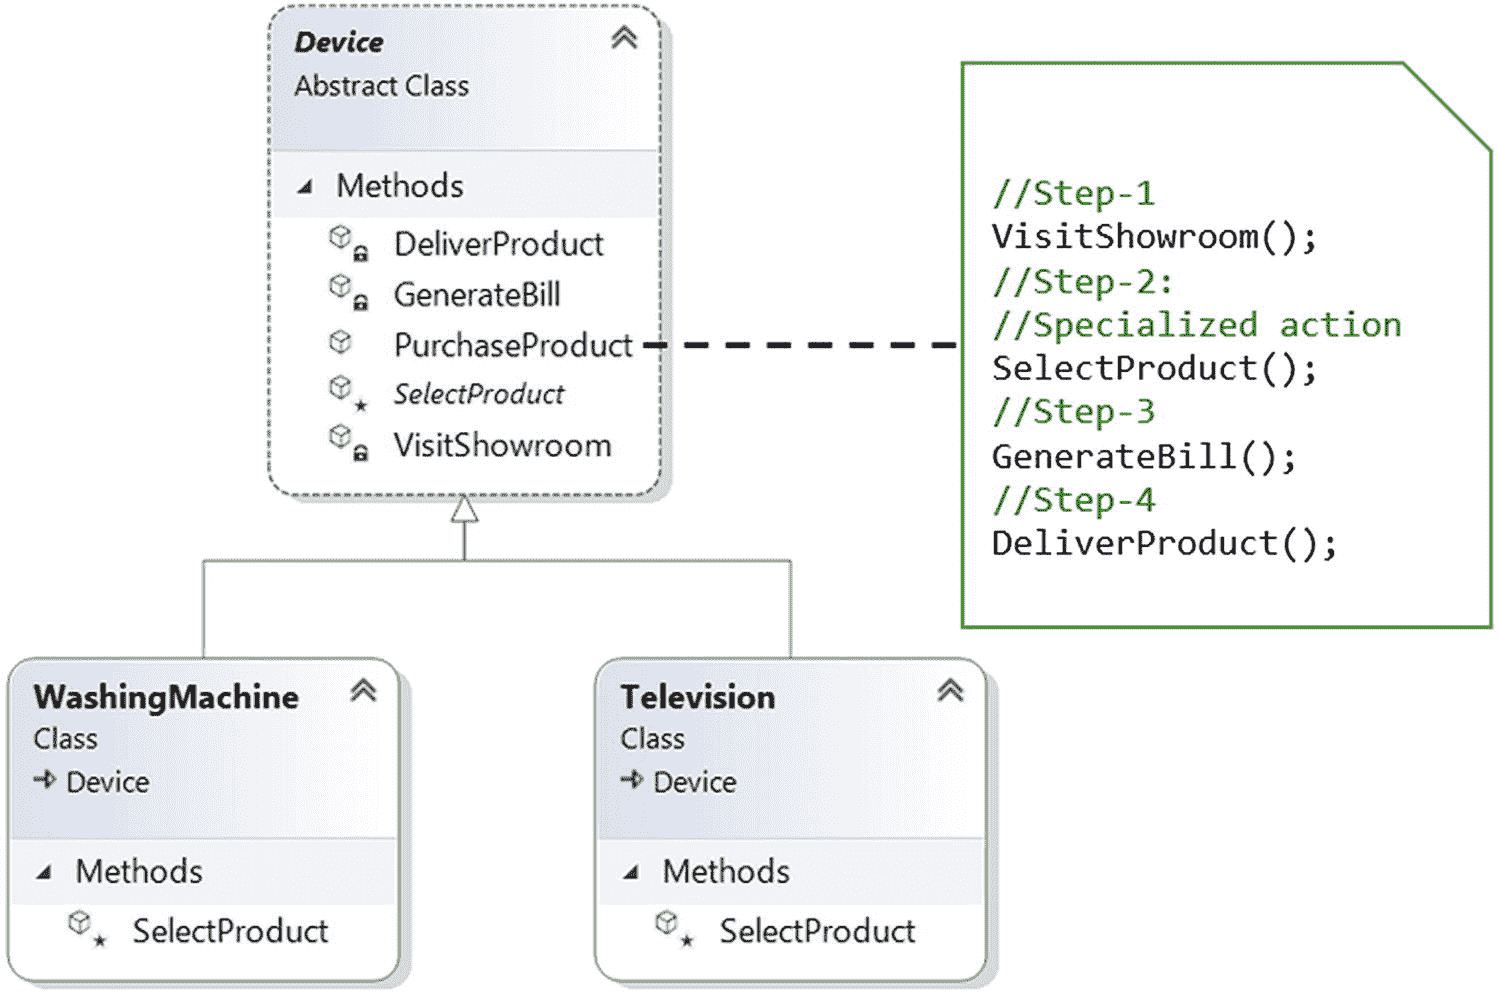 Device
Abstract Class
Methods
DeliverProduct
GenerateBill
PurchaseProduct
SelectProduct
VisitShowroom
//Step-1
VisitShowroom();
//Step-2:
//Specialized action
SelectProduct();
//Step-3
GenerateBill();
//Step-4
DeliverProduct();
WashingMachine
Class
Device
Methods
SelectProduct
Television
Class
Device
Methods
SelectProduct